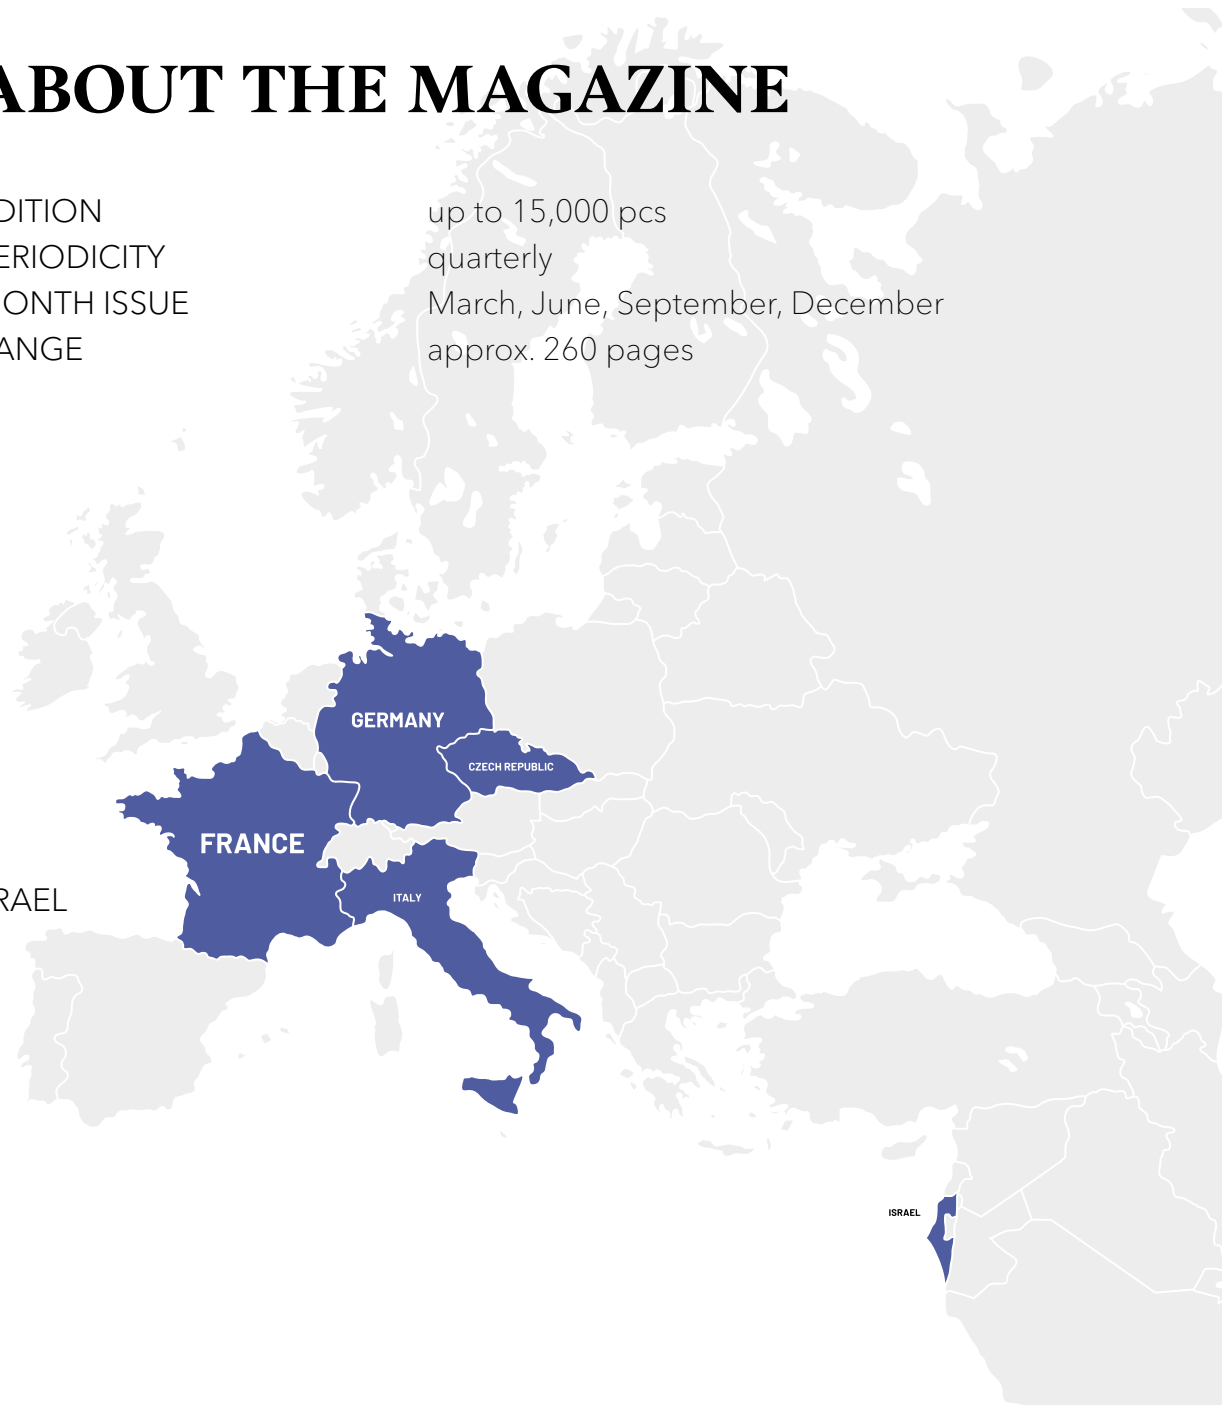 ABOUT THE MAGAZINE
DITION up to 15,000 pcs
ERIODICITY quarterly
ONTH ISSUE March, June, September, December
ANGE approx. 260 pages
GERMANY
CZECH REPUBLIC
FRANCE
ITALY
RAEL
ISRAEL